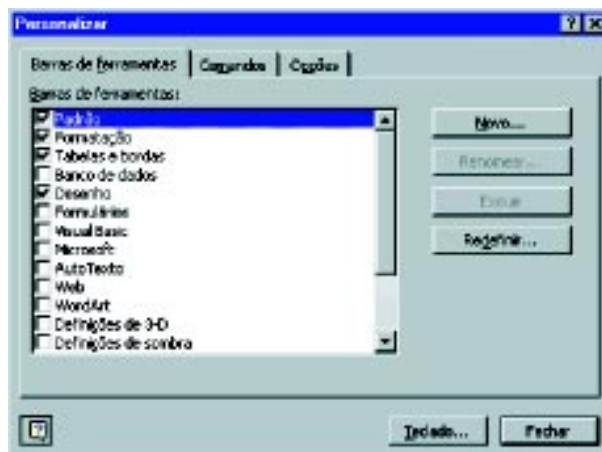 Personalizar
Barras de ferramentas Comandos Opções
Barras de ferramentas:
Padrão
Formatação
Tabelas e bordas
Banco de dados
Desenho
Formulários
Visual Basic
Microsoft
AutoTexto
Web
WordArt
Definições de 3-D
Definições de sombra
Novo...
Renomear...
Excluir
Redefinir...
Teclado... Fechar